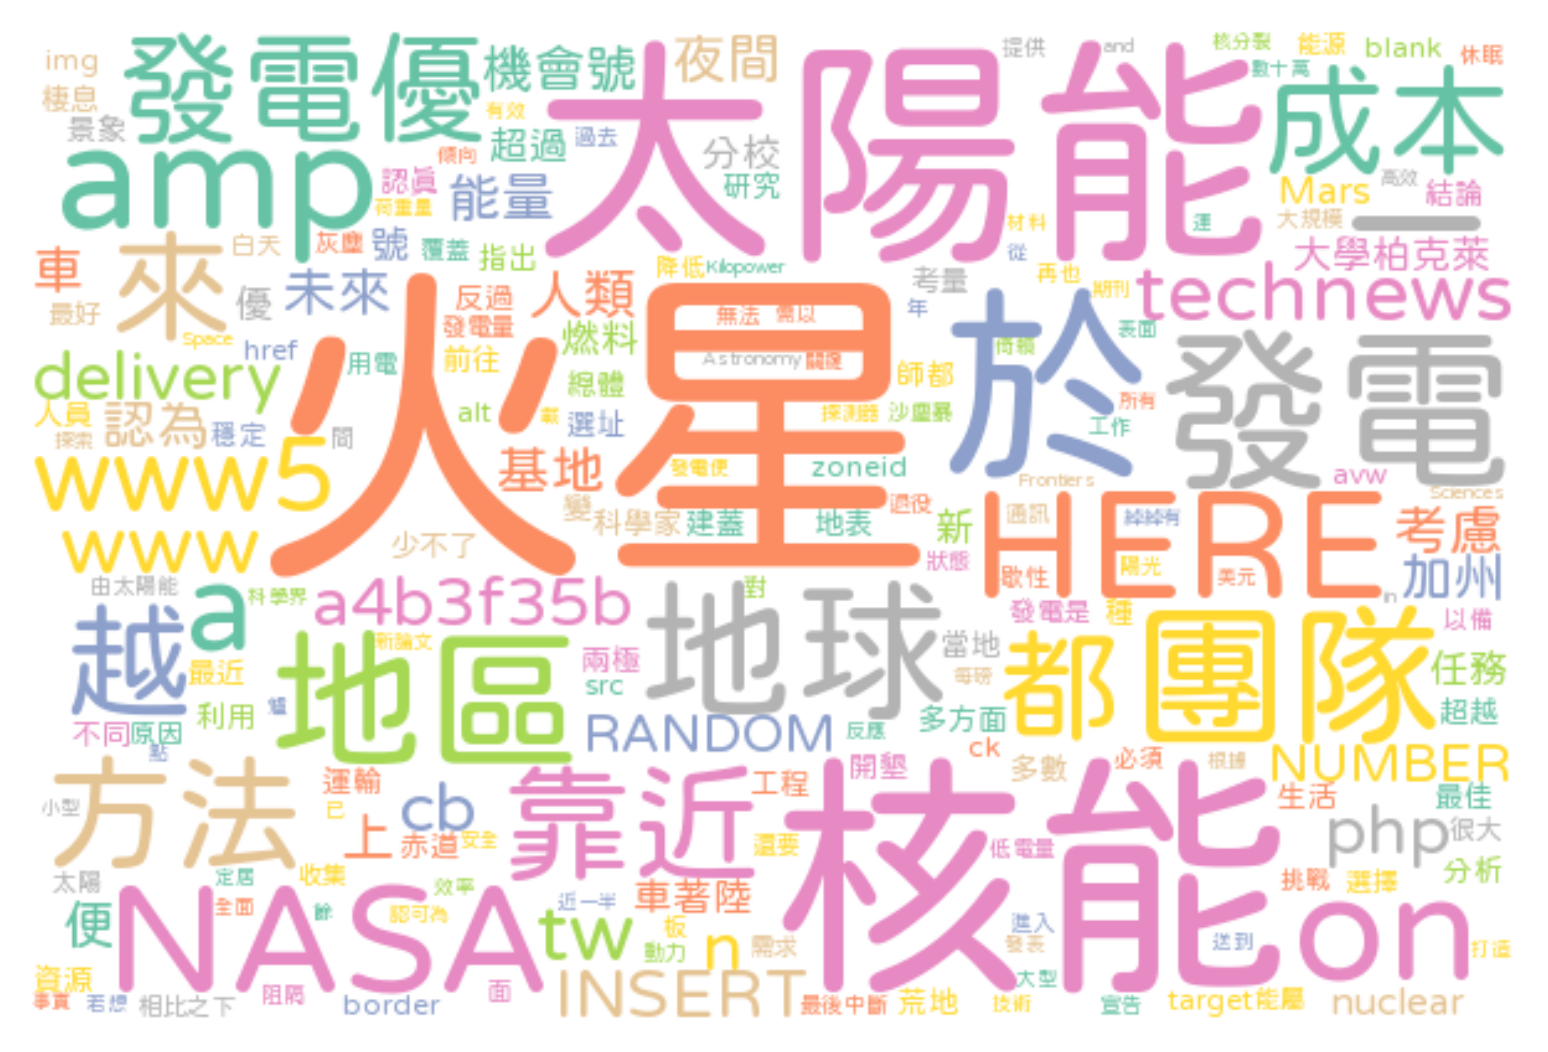 img
發電優
機會號
太陽能
夜間
提供
and
核分裂
能源
blank
休眠
數十萬
成本
棲息
景象
有效
超過
過去
傾向
分校
研究
amp
認真
荷重量
能量
材料
運
Mars
高效
結論
大規模
一
車
來
白天
灰塵
號
覆蓋
指出
降低
Kilopower
考量
從
再也
期刊
大學柏克萊
technews
最好
優
未來
反過
發電量
人類
火星
無法
需以
年
於
倚賴
表面
發電
Space
href
用電
前往
燃料
Astronomy
關機
師都
delivery
alt
載
總體
選址
探測器
沙塵暴
所有
工作
人員
探索
認為
穩定
間
www5
基地
發電便
zoneid
avw
Frontiers
Sciences
www
少不了
變
科學家
建蓋
地表
退役
新
狀態
HERE
通訊
綽綽有
歇性
陽光
美元
考慮
加州
in
由太陽能
a
科學界
a4b3f35b
對
地球
當地
發電是
種
以備
越
最近
新論文
地區
兩極
src
每磅
都
團隊
任務
不同
原因
點
利用
爐
RANDOM
反應
多方面
超越
ck
多數
必須
根據
NUMBER
方法
小型
運輸
已
cb
上
赤道
安全
靠近
工程
開墾
還要
核能
低電量
生活
最佳
php
很大
太陽
定居
全面
餘
收集
效率
認可為
近一半
車著陸
挑戰
選擇
分析
便
NASA
tw
板
動力
n
需求
進入
發表
送到
on
打造
資源
事實
若想
相比之下
阻隔
border
面
INSERT
最後中斷
荒地
大型
技術
宣告
target
能屬
nuclear